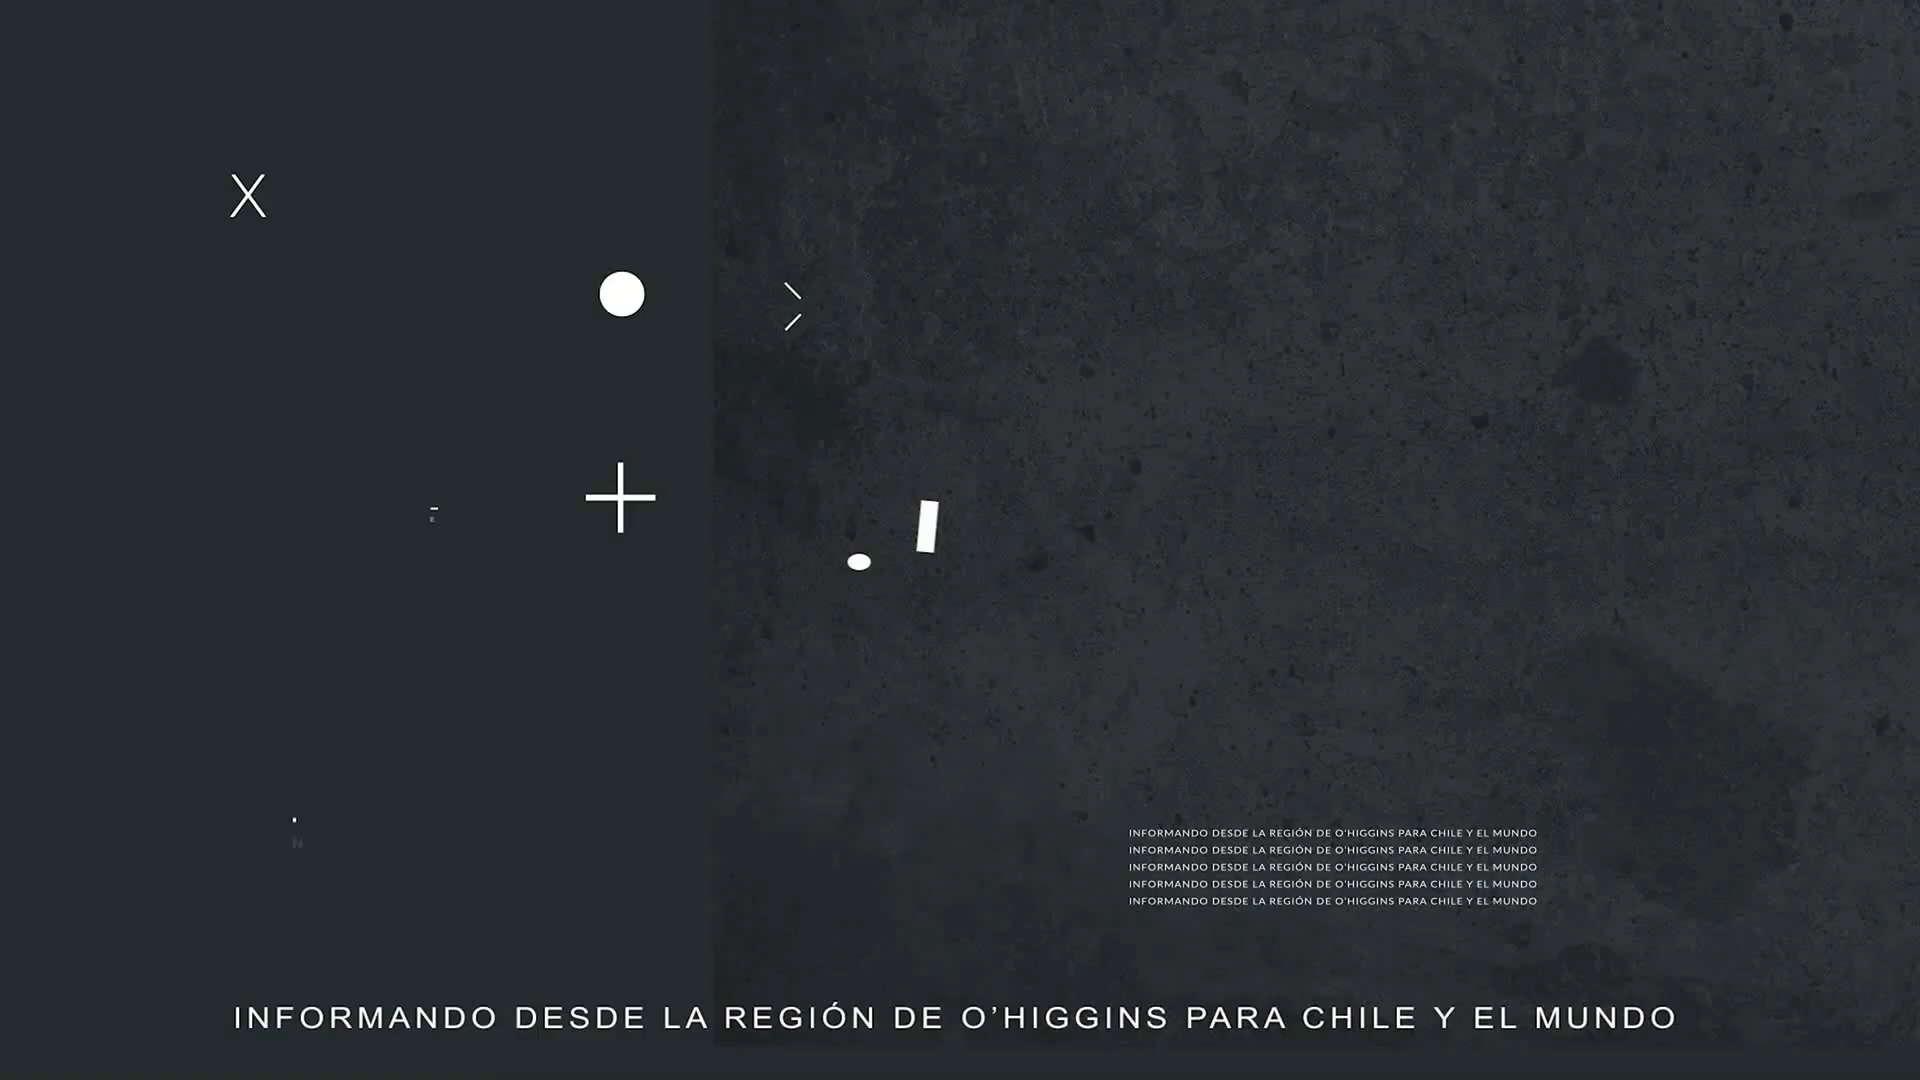 X
E
N
INFORMANDO DESDE LA REGIÓN DE O'HIGGINS PARA CHILE Y EL MUNDO
INFORMANDO DESDE LA REGIÓN DE O'HIGGINS PARA CHILE Y EL MUNDO
INFORMANDO DESDE LA REGIÓN DE O'HIGGINS PARA CHILE Y EL MUNDO
INFORMANDO DESDE LA REGIÓN DE O'HIGGINS PARA CHILE Y EL MUNDO
INFORMANDO DESDE LA REGIÓN DE O'HIGGINS PARA CHILE Y EL MUNDO
INFORMANDO DESDE LA REGIÓN DE O’HIGGINS PARA CHILE Y EL MUNDO